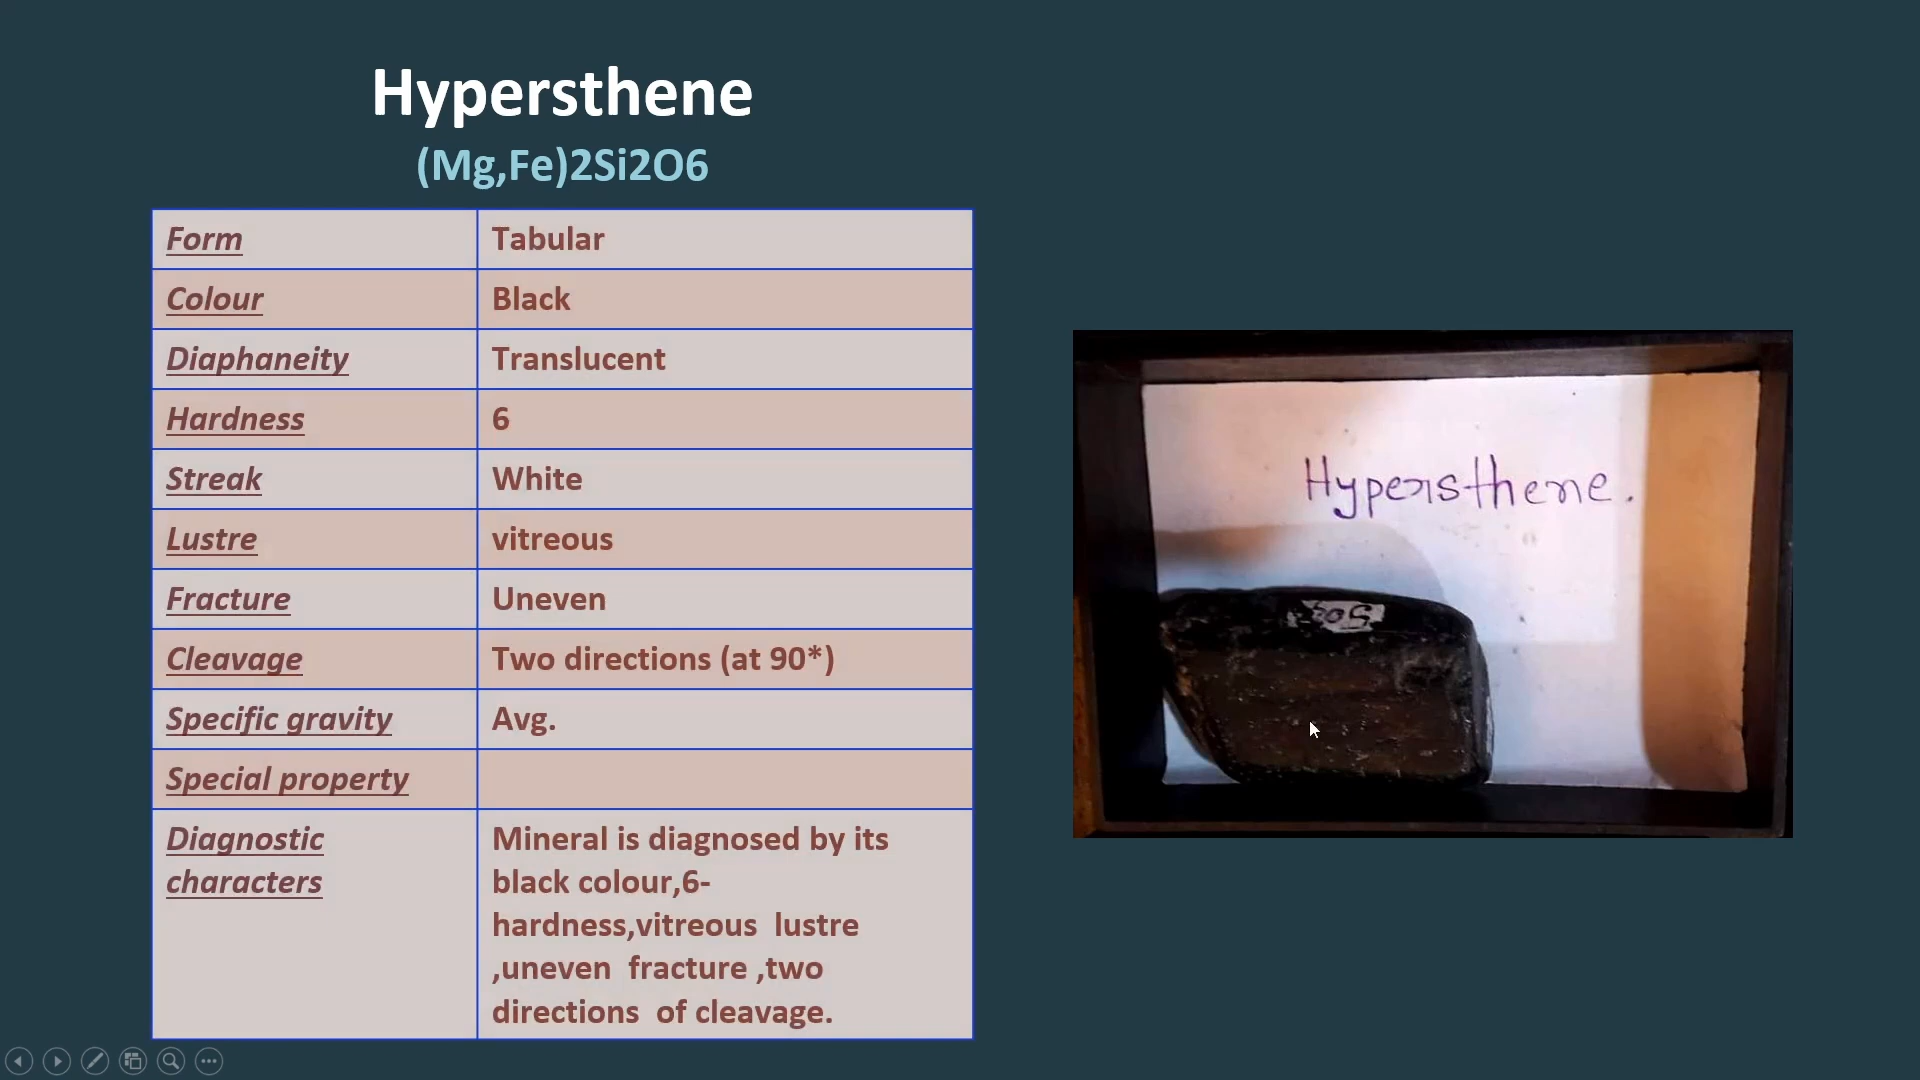 Hypersthene
(Mg,Fe)2Si2O6
Form Tabular
Colour Black
Diaphaneity Translucent
Hardness 6
Streak White
Lustre vitreous
Fracture Uneven
Cleavage Two directions (at 90*)
Specific gravity Avg.
Special property
Diagnostic characters
Mineral is diagnosed by its
black colour,6-
hardness,vitreous lustre
,uneven fracture ,two
directions of cleavage.
Hypersthene.